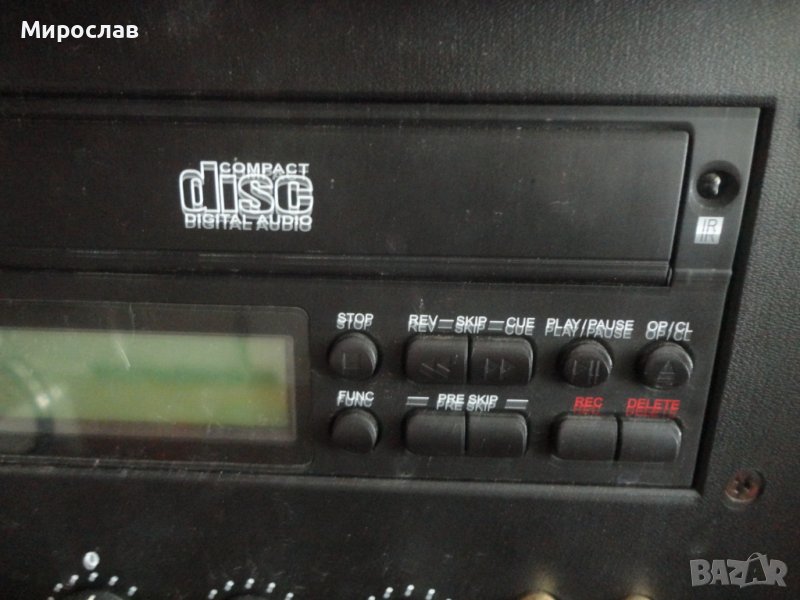 Мирослав
COMPACT
disc
DIGITAL AUDIO
IR
STOP REV — SKIP — CUE PLAY/PAUSE OP/CL
FUNC PRE SKIP REC DELETE
BAZAR